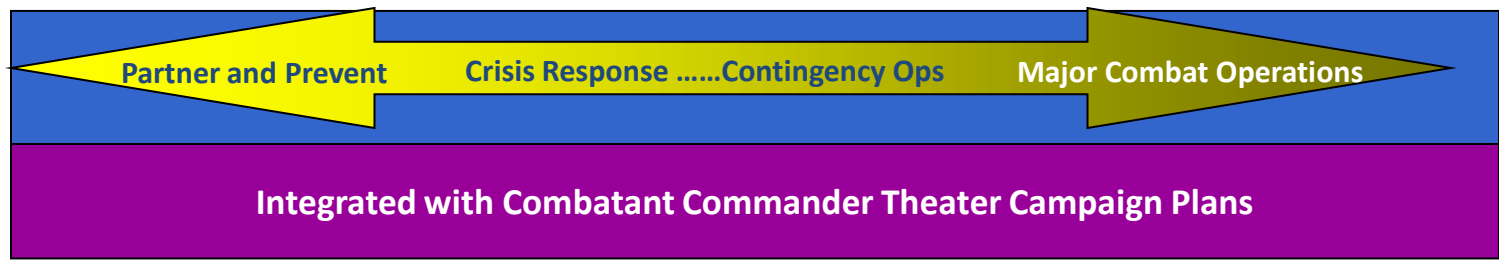 Partner and Prevent Crisis Response ......Contingency Ops Major Combat Operations
Integrated with Combatant Commander Theater Campaign Plans